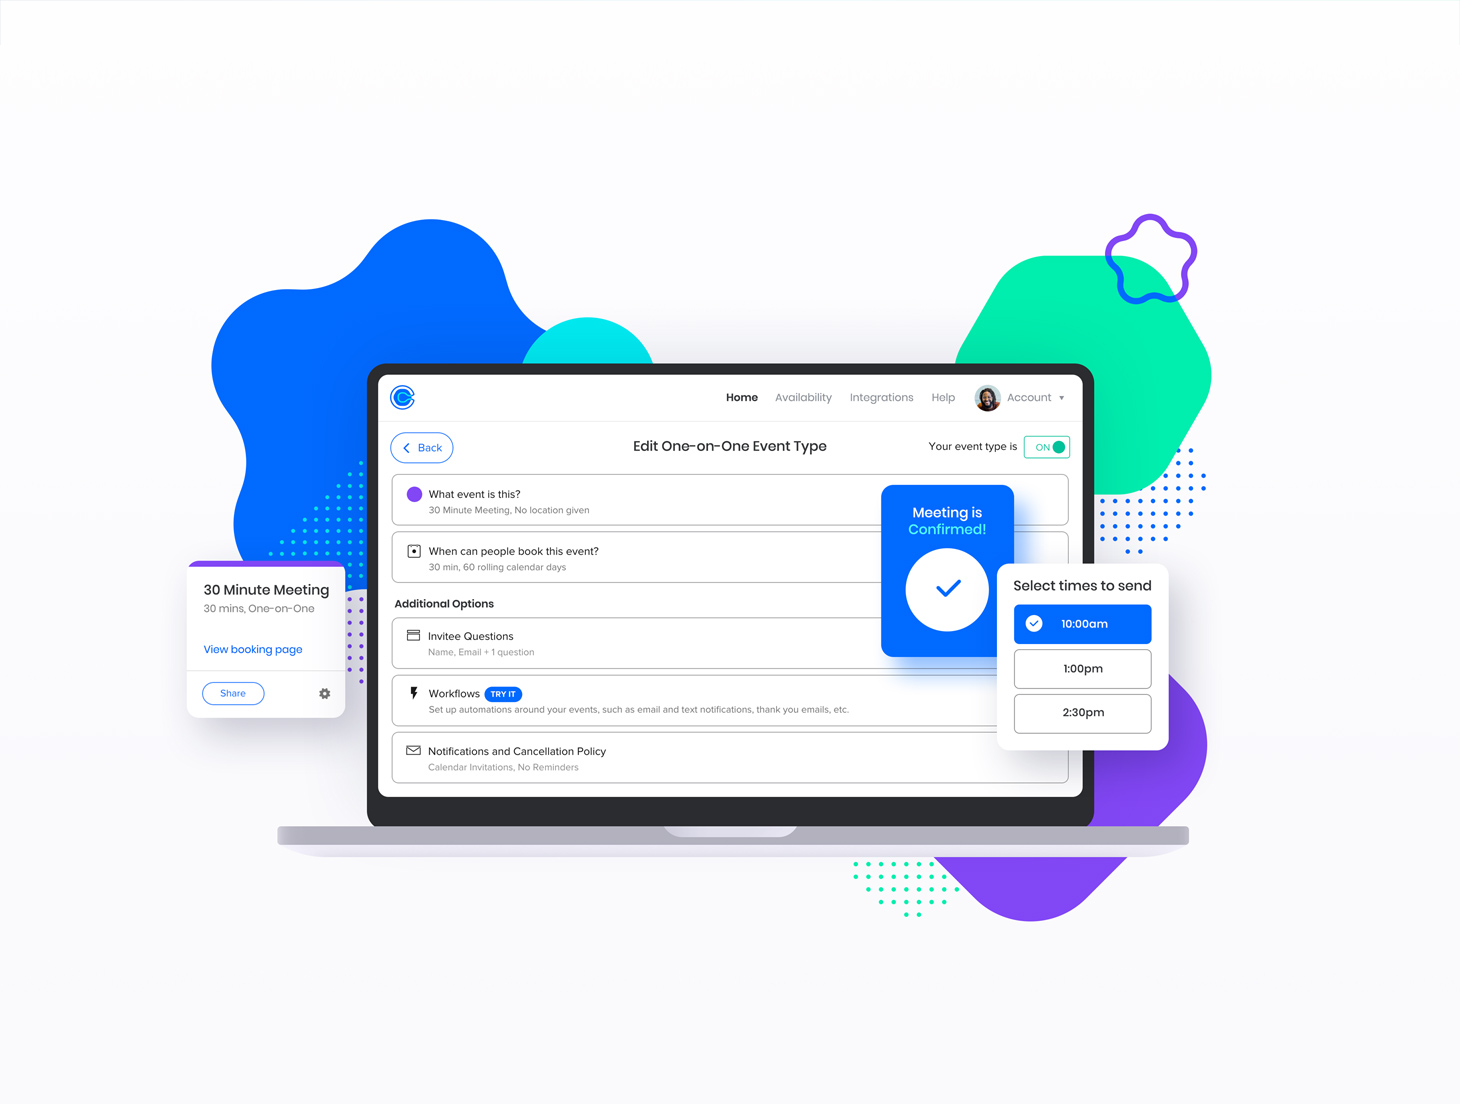 Home Availability Integrations Help Account
Back
Edit One-on-One Event Type
Your event type is ON
What event is this?
30 Minute Meeting, No location given
When can people book this event?
30 min, 60 rolling calendar days
Additional Options
Invitee Questions
Name, Email + 1 question
Workflows TRY IT
Set up automations around your events, such as email and text notifications, thank you emails, etc.
Notifications and Cancellation Policy
Calendar Invitations, No Reminders
Meeting is
Confirmed!
Select times to send
10:00am
1:00pm
2:30pm
30 Minute Meeting
30 mins, One-on-One
View booking page
Share